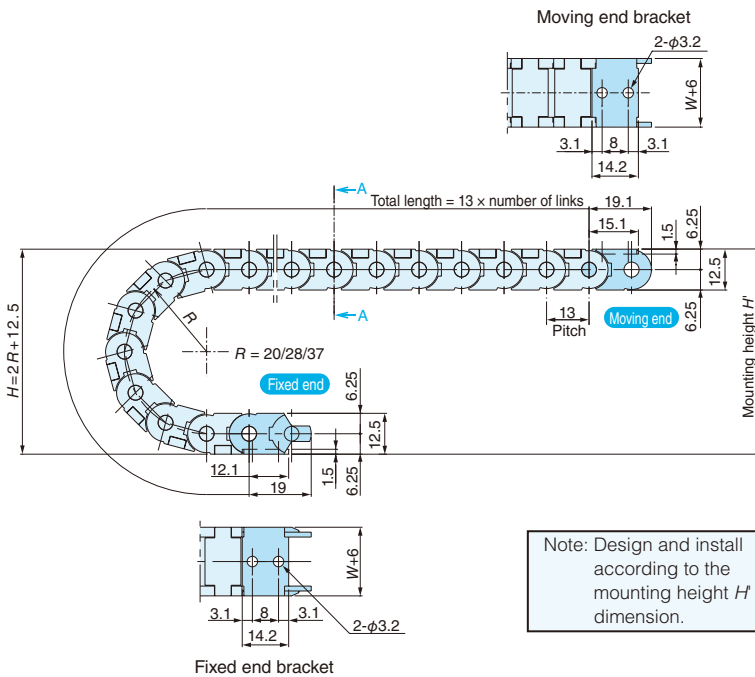 Moving end bracket
2-φ3.2
W+6
3.1
8
3.1
14.2
A
Total length = 13 × number of links
19.1
15.1
1.5
6.25
12.5
6.25
H=2R+12.5
R
R = 20/28/37
A
13
Pitch
Moving end
Mounting height H'
Fixed end
6.25
12.5
6.25
1.5
12.1
19
W+6
3.1
8
3.1
14.2
2-φ3.2
Fixed end bracket
Note: Design and install
according to the
mounting height H'
dimension.